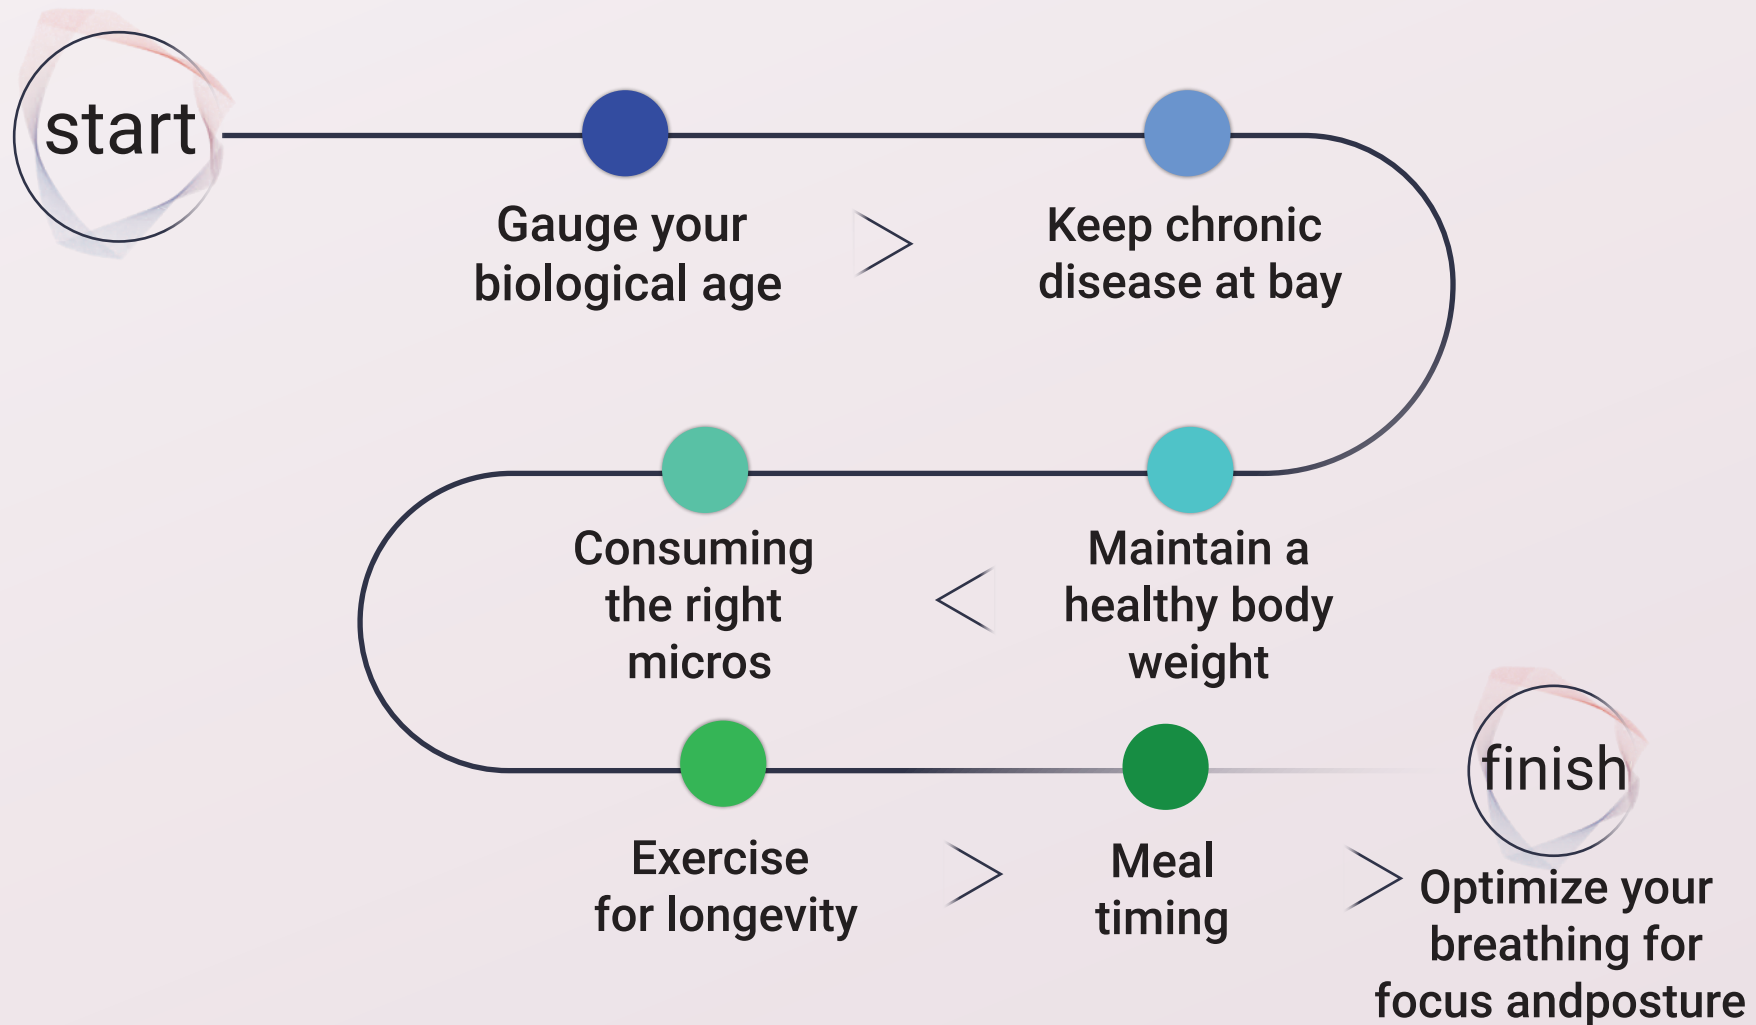 start
Gauge your
biological age
Keep chronic
disease at bay
Maintain a
healthy body
weight
Consuming
the right
micros
Exercise
for longevity
Meal
timing
finish
Optimize your
breathing for
focus andposture